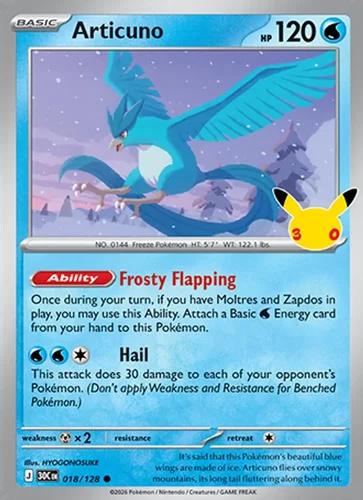 BASIC
Articuno
HP 120
30
NO. 0144 Freeze Pokémon HT: 5'7" WT: 122.1 lbs.
Ability Frosty Flapping
Once during your turn, if you have Moltres and Zapdos in
play, you may use this Ability. Attach a Basic Energy card
from your hand to this Pokémon.
Hail
This attack does 30 damage to each of your opponent's
Pokémon. (Don't apply Weakness and Resistance for Benched
Pokémon.)
weakness ×2 resistance retreat
Illus. HYOGONOSUKE
J 30C EN 018/128
It's said that this Pokémon's beautiful blue
wings are made of ice. Articuno flies over snowy
mountains, its long tail fluttering along behind it.
©2026 Pokémon / Nintendo / Creatures / GAME FREAK